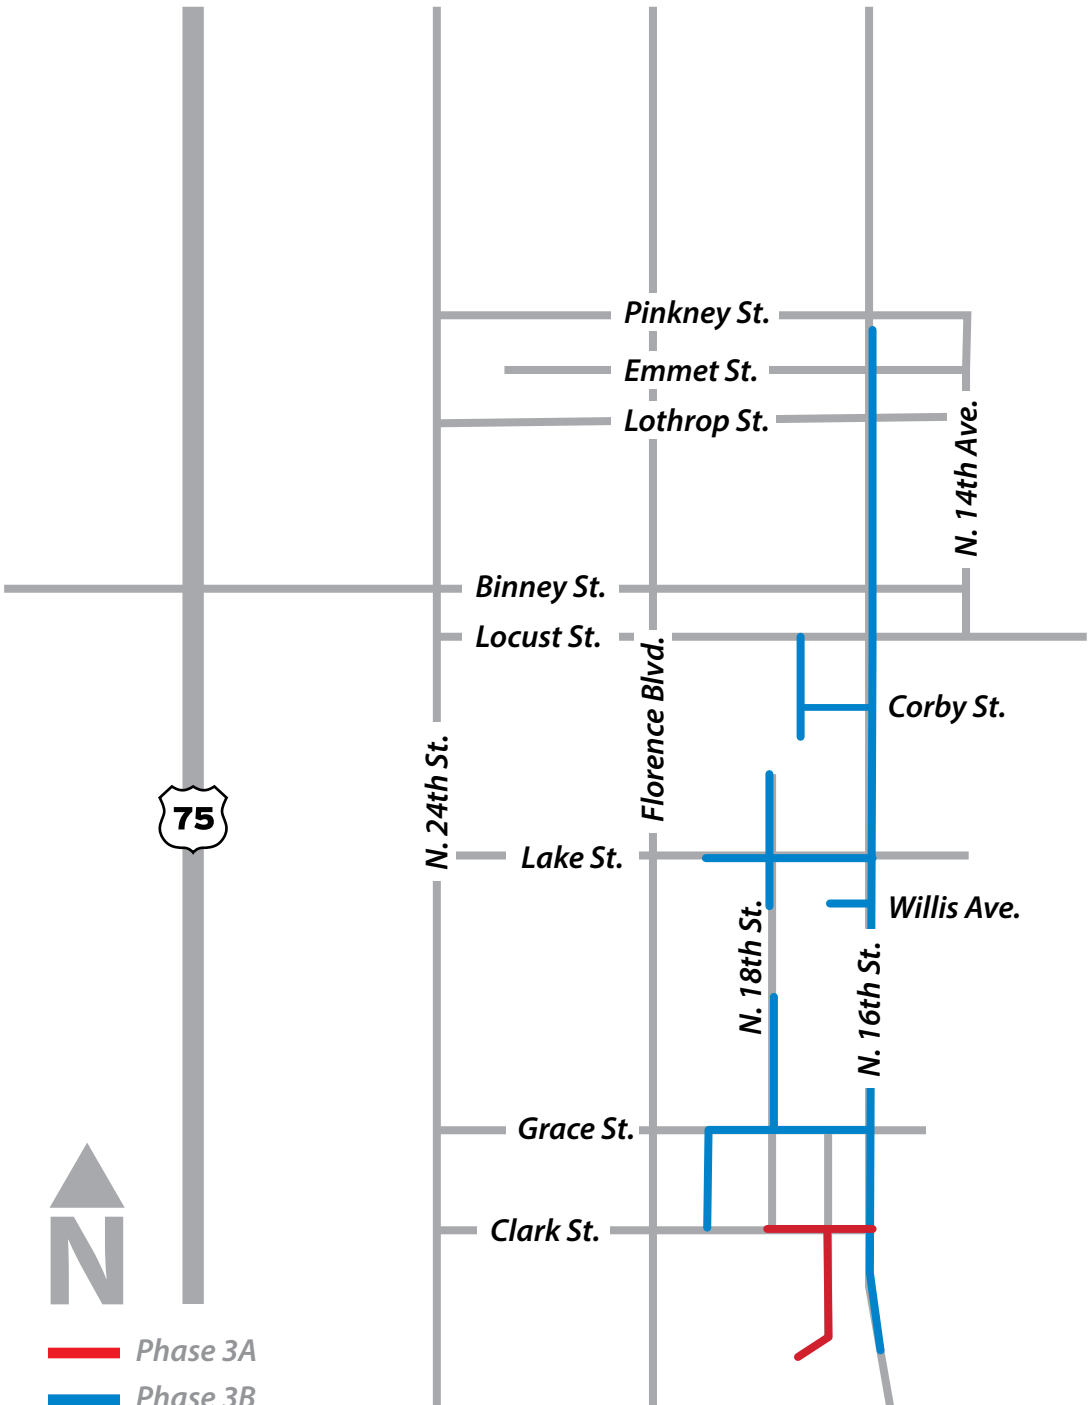 Pinkney St.
Emmet St.
Lothrop St.
N. 14th Ave.
Binney St.
Locust St.
Florence Blvd.
Corby St.
N. 24th St.
75
Lake St.
Willis Ave.
N. 18th St.
N. 16th St.
Grace St.
Clark St.
N
Phase 3A
Phase 3B